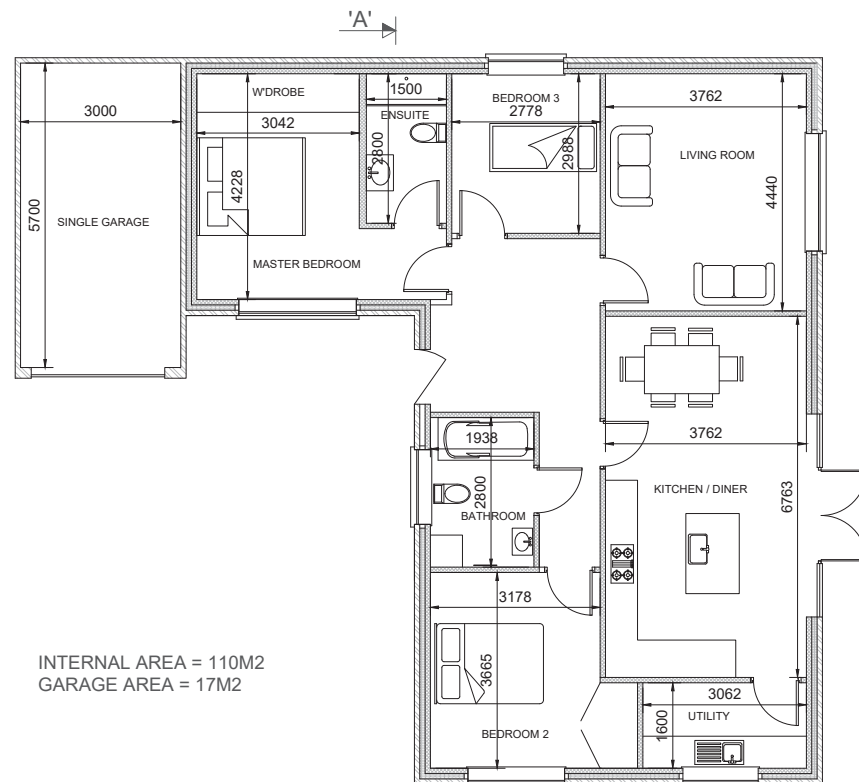 'A'
3000
5700
SINGLE GARAGE
W'DROBE
3042
4228
MASTER BEDROOM
1500
ENSUITE
2800
BEDROOM 3
2778
2988
3762
LIVING ROOM
4440
1938
2800
BATHROOM
3762
KITCHEN / DINER
6763
3178
3665
BEDROOM 2
3062
1600
UTILITY
INTERNAL AREA = 110M2
GARAGE AREA = 17M2